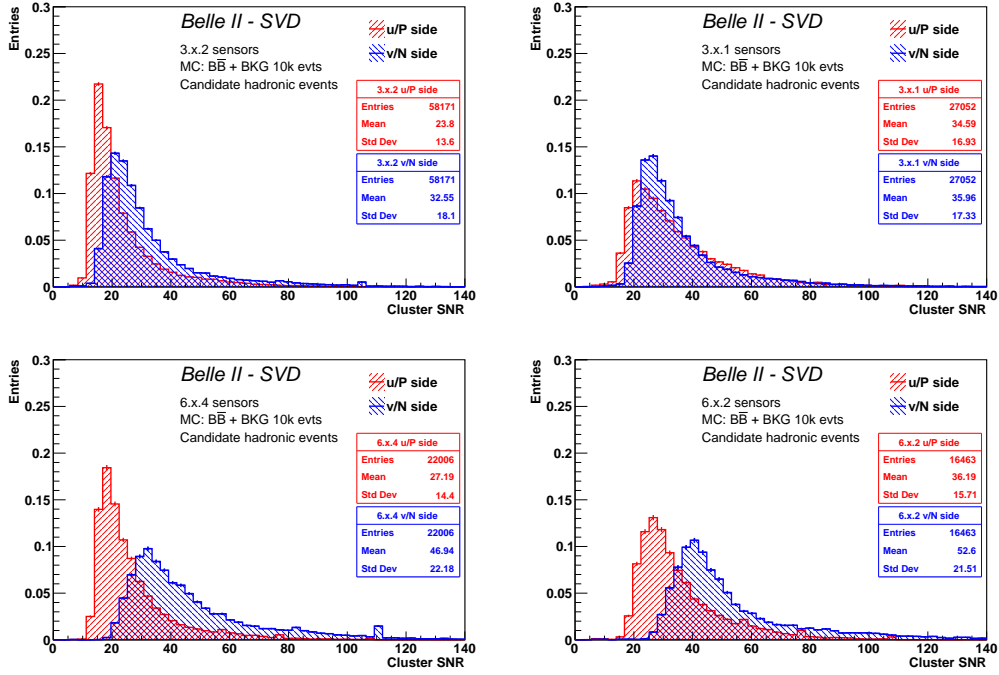 Entries
Belle II - SVD
3.x.2 sensors
MC: BB̅ + BKG 10k evts
Candidate hadronic events
u/P side
v/N side
3.x.2 u/P side
Entries 58171
Mean 23.8
Std Dev 13.6
3.x.2 v/N side
Entries 58171
Mean 32.55
Std Dev 18.1
0.3
0.25
0.2
0.15
0.1
0.05
0
0 20 40 60 80 100 120 140
Cluster SNR
Entries
Belle II - SVD
3.x.1 sensors
MC: BB̅ + BKG 10k evts
Candidate hadronic events
u/P side
v/N side
3.x.1 u/P side
Entries 27052
Mean 34.59
Std Dev 16.93
3.x.1 v/N side
Entries 27052
Mean 35.96
Std Dev 17.33
0.3
0.25
0.2
0.15
0.1
0.05
0
0 20 40 60 80 100 120 140
Cluster SNR
Entries
Belle II - SVD
6.x.4 sensors
MC: BB̅ + BKG 10k evts
Candidate hadronic events
u/P side
v/N side
6.x.4 u/P side
Entries 22006
Mean 27.19
Std Dev 14.4
6.x.4 v/N side
Entries 22006
Mean 46.94
Std Dev 22.18
0.3
0.25
0.2
0.15
0.1
0.05
0
0 20 40 60 80 100 120 140
Cluster SNR
Entries
Belle II - SVD
6.x.2 sensors
MC: BB̅ + BKG 10k evts
Candidate hadronic events
u/P side
v/N side
6.x.2 u/P side
Entries 16463
Mean 36.19
Std Dev 15.71
6.x.2 v/N side
Entries 16463
Mean 52.6
Std Dev 21.51
0.3
0.25
0.2
0.15
0.1
0.05
0
0 20 40 60 80 100 120 140
Cluster SNR